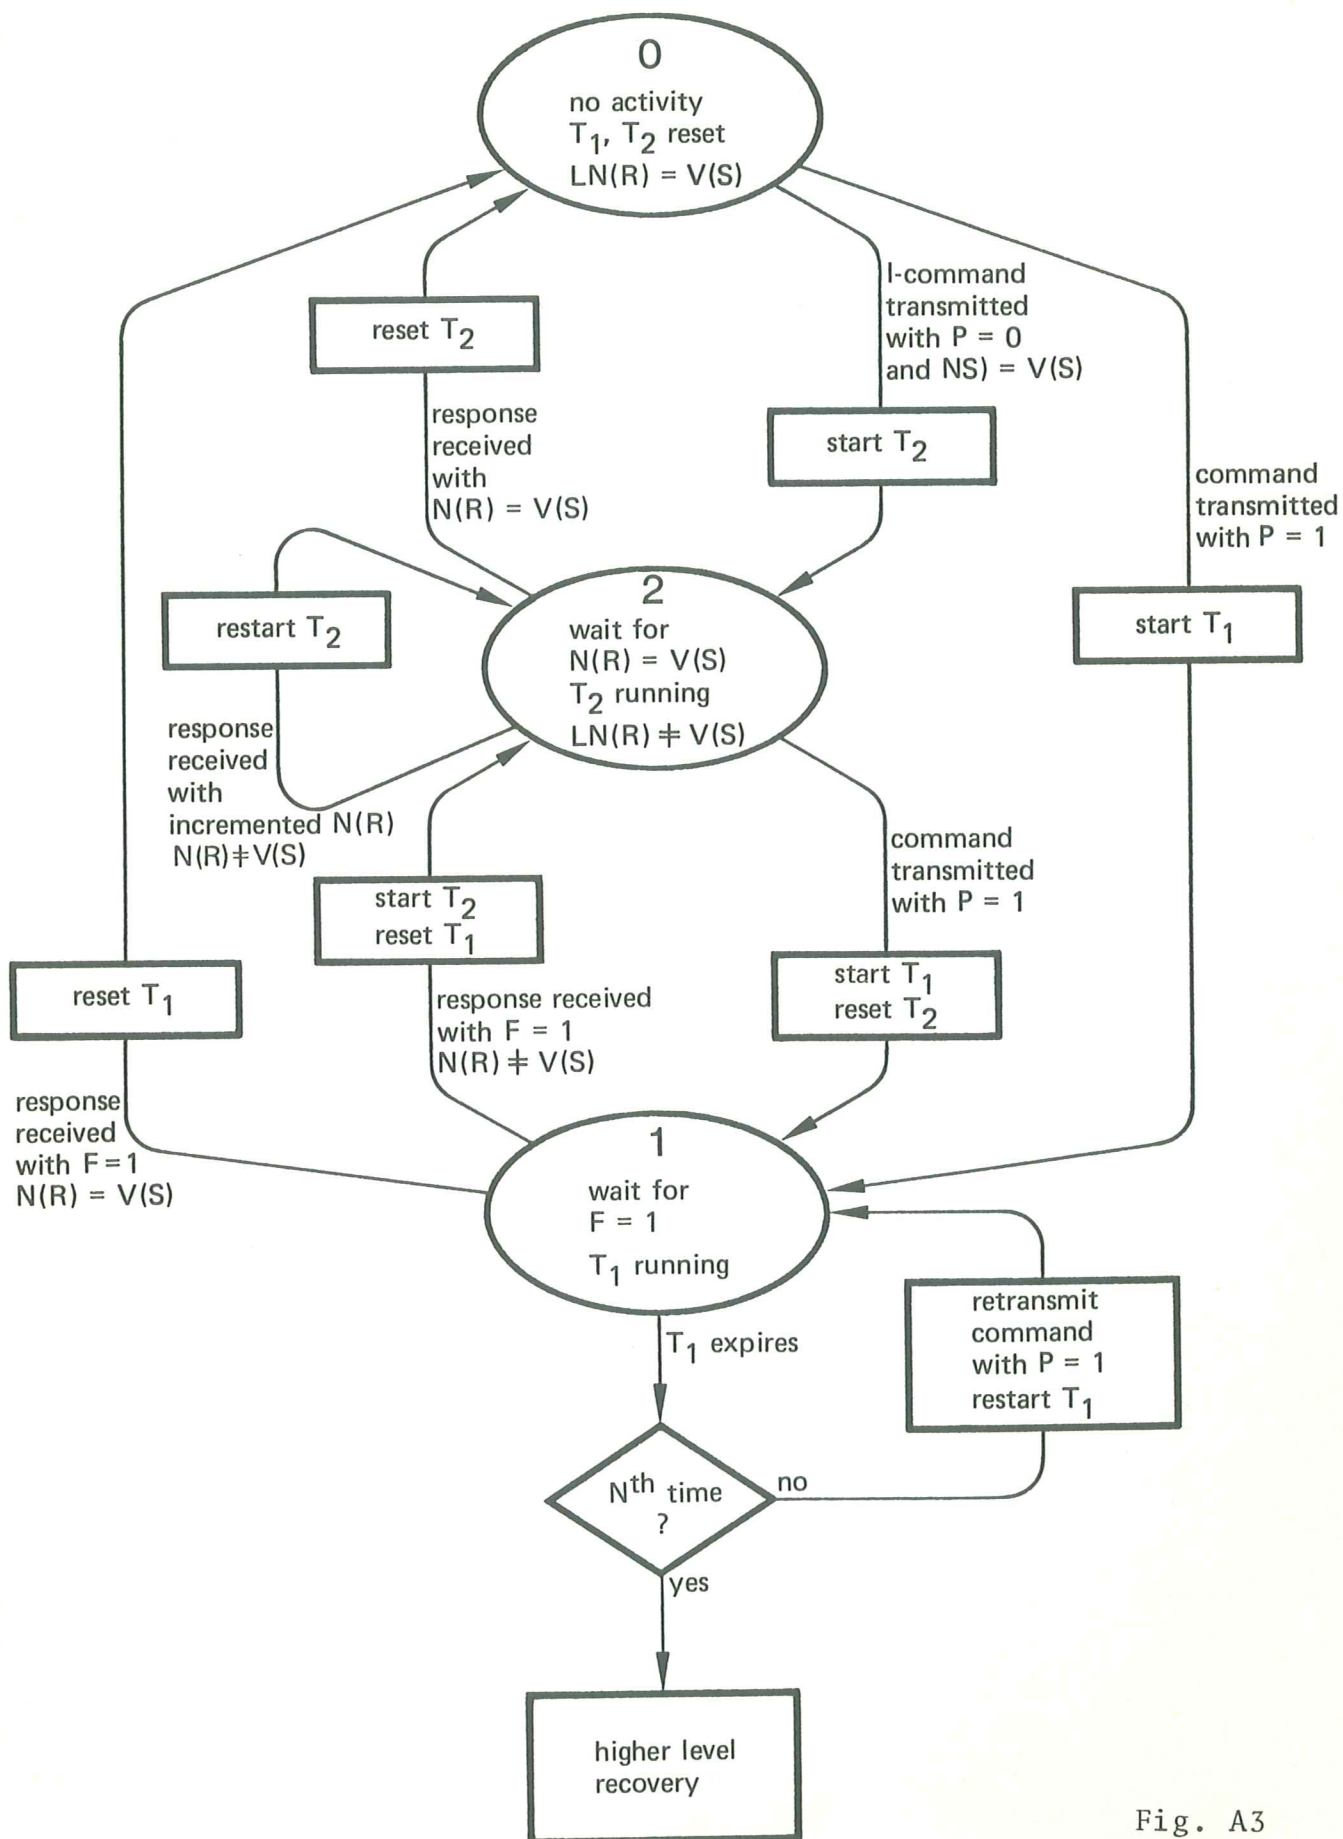 0
no activity
T1, T2 reset
LN(R) = V(S)
I-command
transmitted
with P = 0
and NS) = V(S)
reset T2
response
received
with
N(R) = V(S)
start T2
command
transmitted
with P = 1
start T1
restart T2
2
wait for
N(R) = V(S)
T2 running
LN(R) ≠ V(S)
response
received
with
incremented N(R)
N(R)≠V(S)
command
transmitted
with P = 1
start T2
reset T1
start T1
reset T2
reset T1
response received
with F = 1
N(R) ≠ V(S)
response
received
with F=1
N(R) = V(S)
1
wait for
F = 1
T1 running
T1 expires
retransmit
command
with P = 1
restart T1
Nth time
?
no
yes
higher level
recovery
Fig. A3